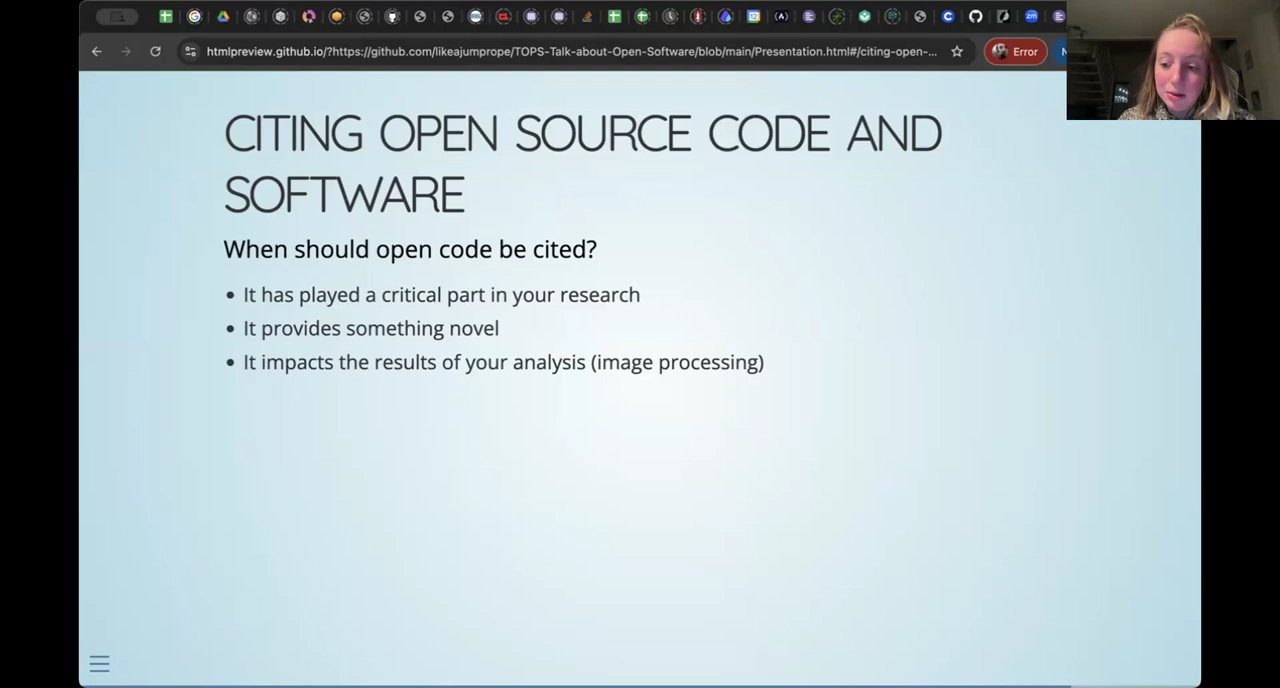 htmlpreview.github.io/?https://github.com/likeajumprope/TOPS-Talk-about-Open-Software/blob/main/Presentation.html#/citing-open-...
Error
N
CITING OPEN SOURCE CODE AND
SOFTWARE
When should open code be cited?
• It has played a critical part in your research
• It provides something novel
• It impacts the results of your analysis (image processing)